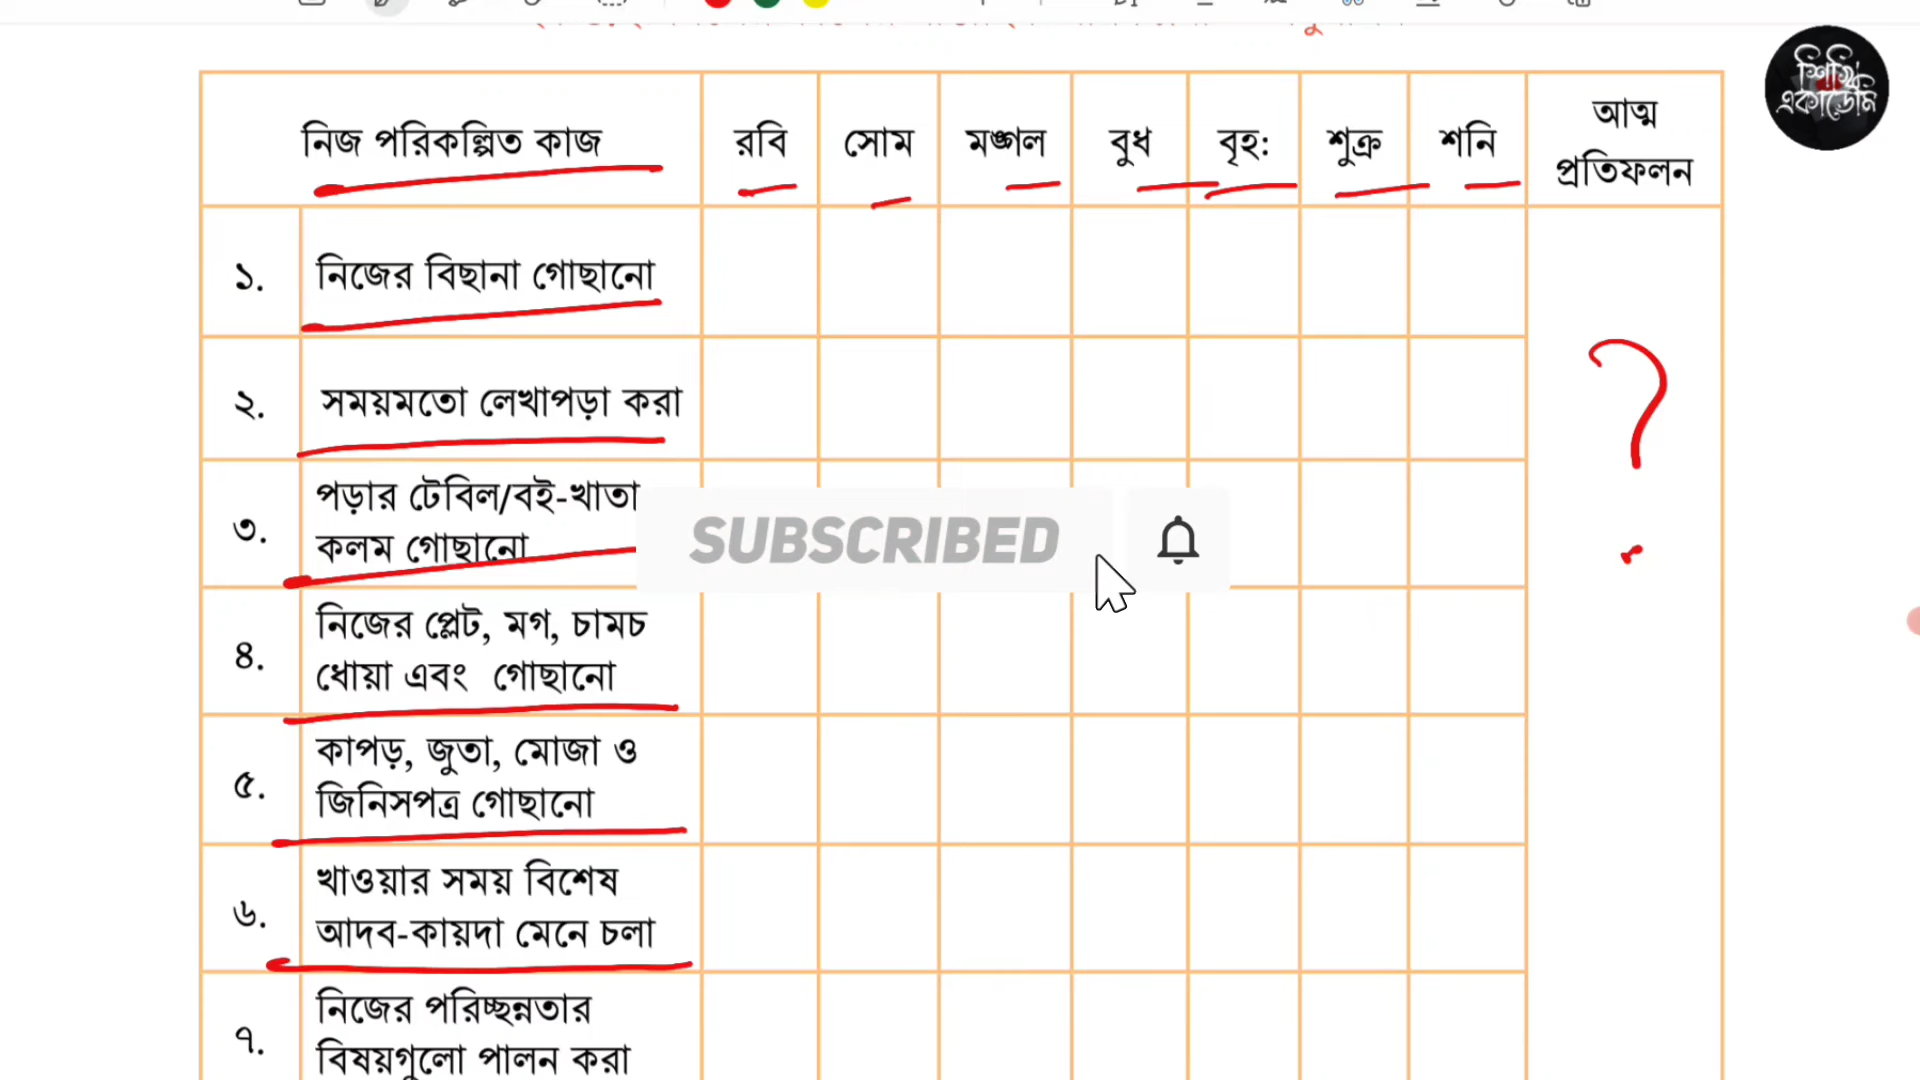 শিখি
একাডেমি
নিজ পরিকল্পিত কাজ
রবি
সোম
মঙ্গল
বুধ
বৃহ:
শুক্র
শনি
আত্ম
প্রতিফলন
১.
নিজের বিছানা গোছানো
২.
সময়মতো লেখাপড়া করা
৩.
পড়ার টেবিল/বই-খাতা
কলম গোছানো
SUBSCRIBED
৪.
নিজের প্লেট, মগ, চামচ
ধোয়া এবং গোছানো
৫.
কাপড়, জুতা, মোজা ও
জিনিসপত্র গোছানো
৬.
খাওয়ার সময় বিশেষ
আদব-কায়দা মেনে চলা
৭.
নিজের পরিচ্ছন্নতার
বিষয়গুলো পালন করা
?